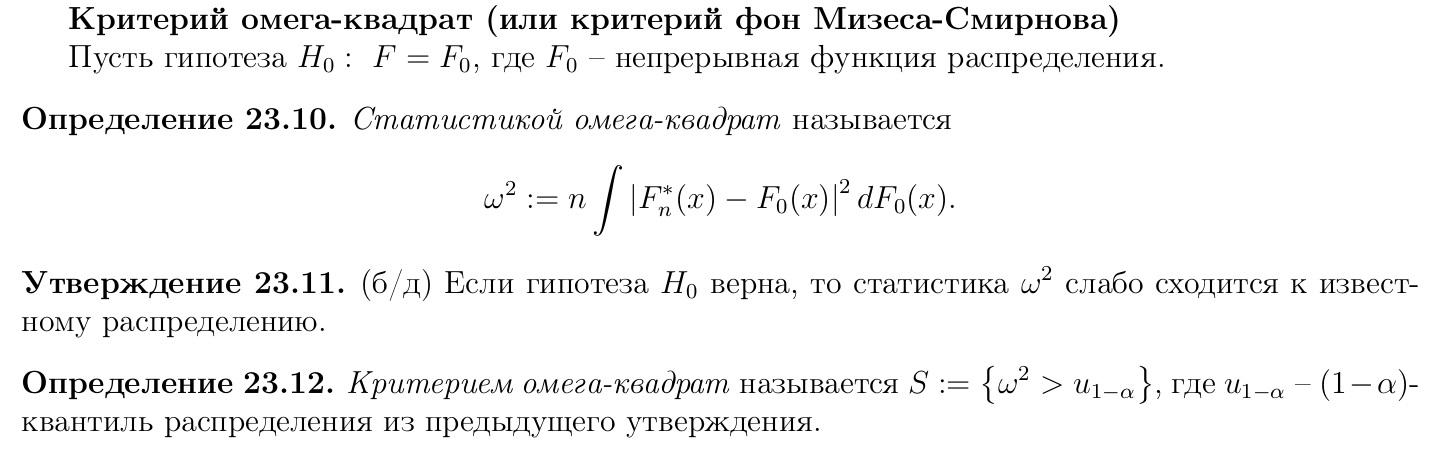 Критерий омега-квадрат (или критерий фон Мизеса-Смирнова)
Пусть гипотеза H₀ : F = F₀, где F₀ – непрерывная функция распределения.
Определение 23.10. Статистикой омега-квадрат называется
ω² := n ∫ |Fₙ*(x) − F₀(x)|² dF₀(x).
Утверждение 23.11. (б/д) Если гипотеза H₀ верна, то статистика ω² слабо сходится к извест-
ному распределению.
Определение 23.12. Критерием омега-квадрат называется S := {ω² > u₁₋α}, где u₁₋α – (1−α)-
квантиль распределения из предыдущего утверждения.